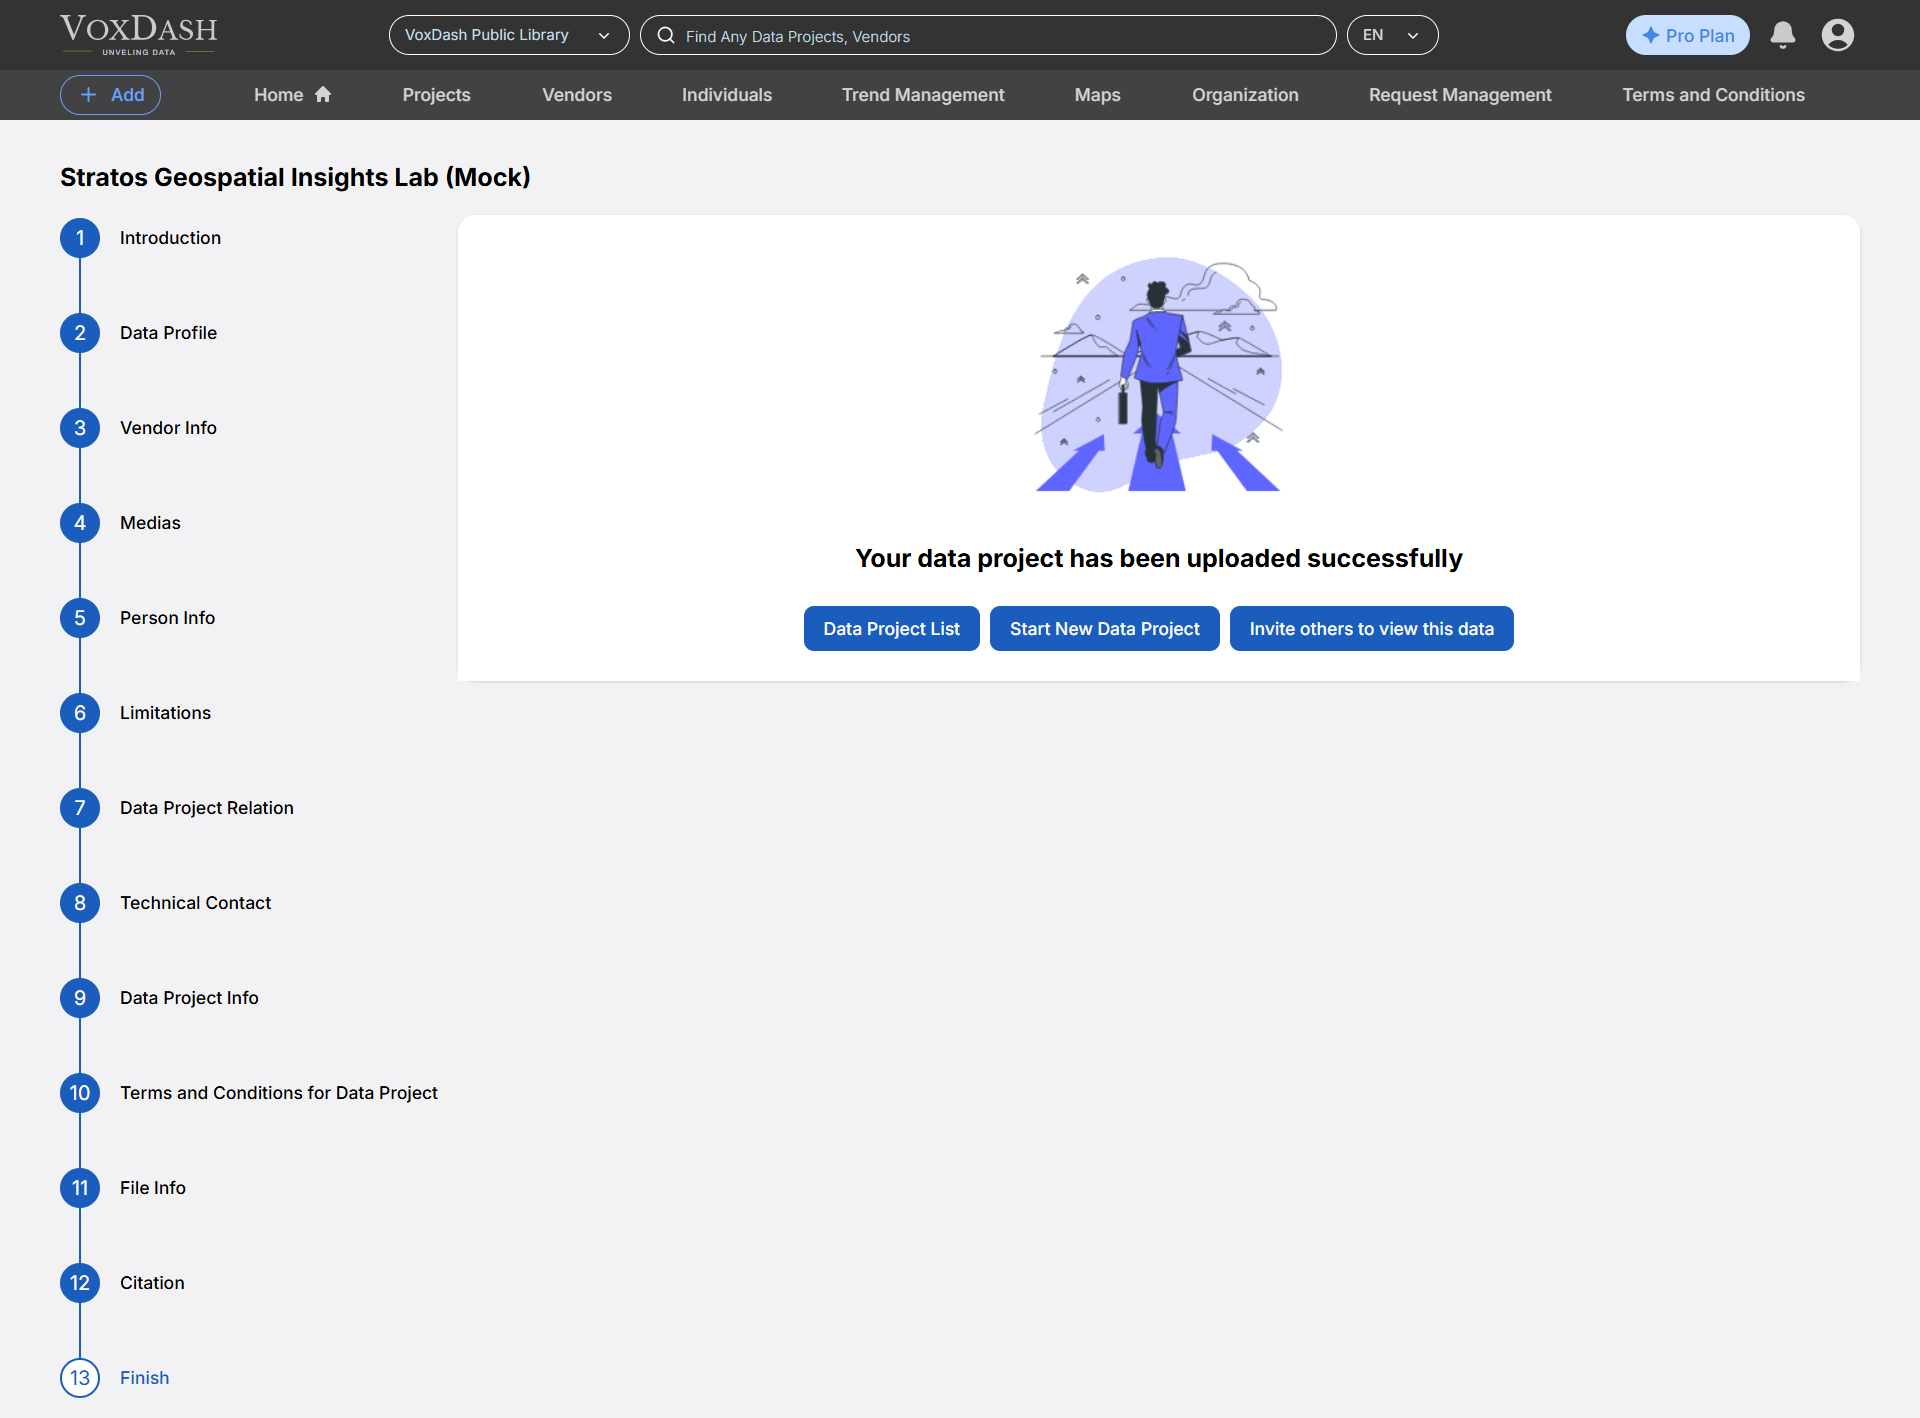 VOXDASH
UNVELING DATA
VoxDash Public Library
Find Any Data Projects, Vendors
EN
Pro Plan
Add
Home
Projects
Vendors
Individuals
Trend Management
Maps
Organization
Request Management
Terms and Conditions
Stratos Geospatial Insights Lab (Mock)
1 Introduction
2 Data Profile
3 Vendor Info
4 Medias
5 Person Info
6 Limitations
7 Data Project Relation
8 Technical Contact
9 Data Project Info
10 Terms and Conditions for Data Project
11 File Info
12 Citation
13 Finish
Your data project has been uploaded successfully
Data Project List
Start New Data Project
Invite others to view this data